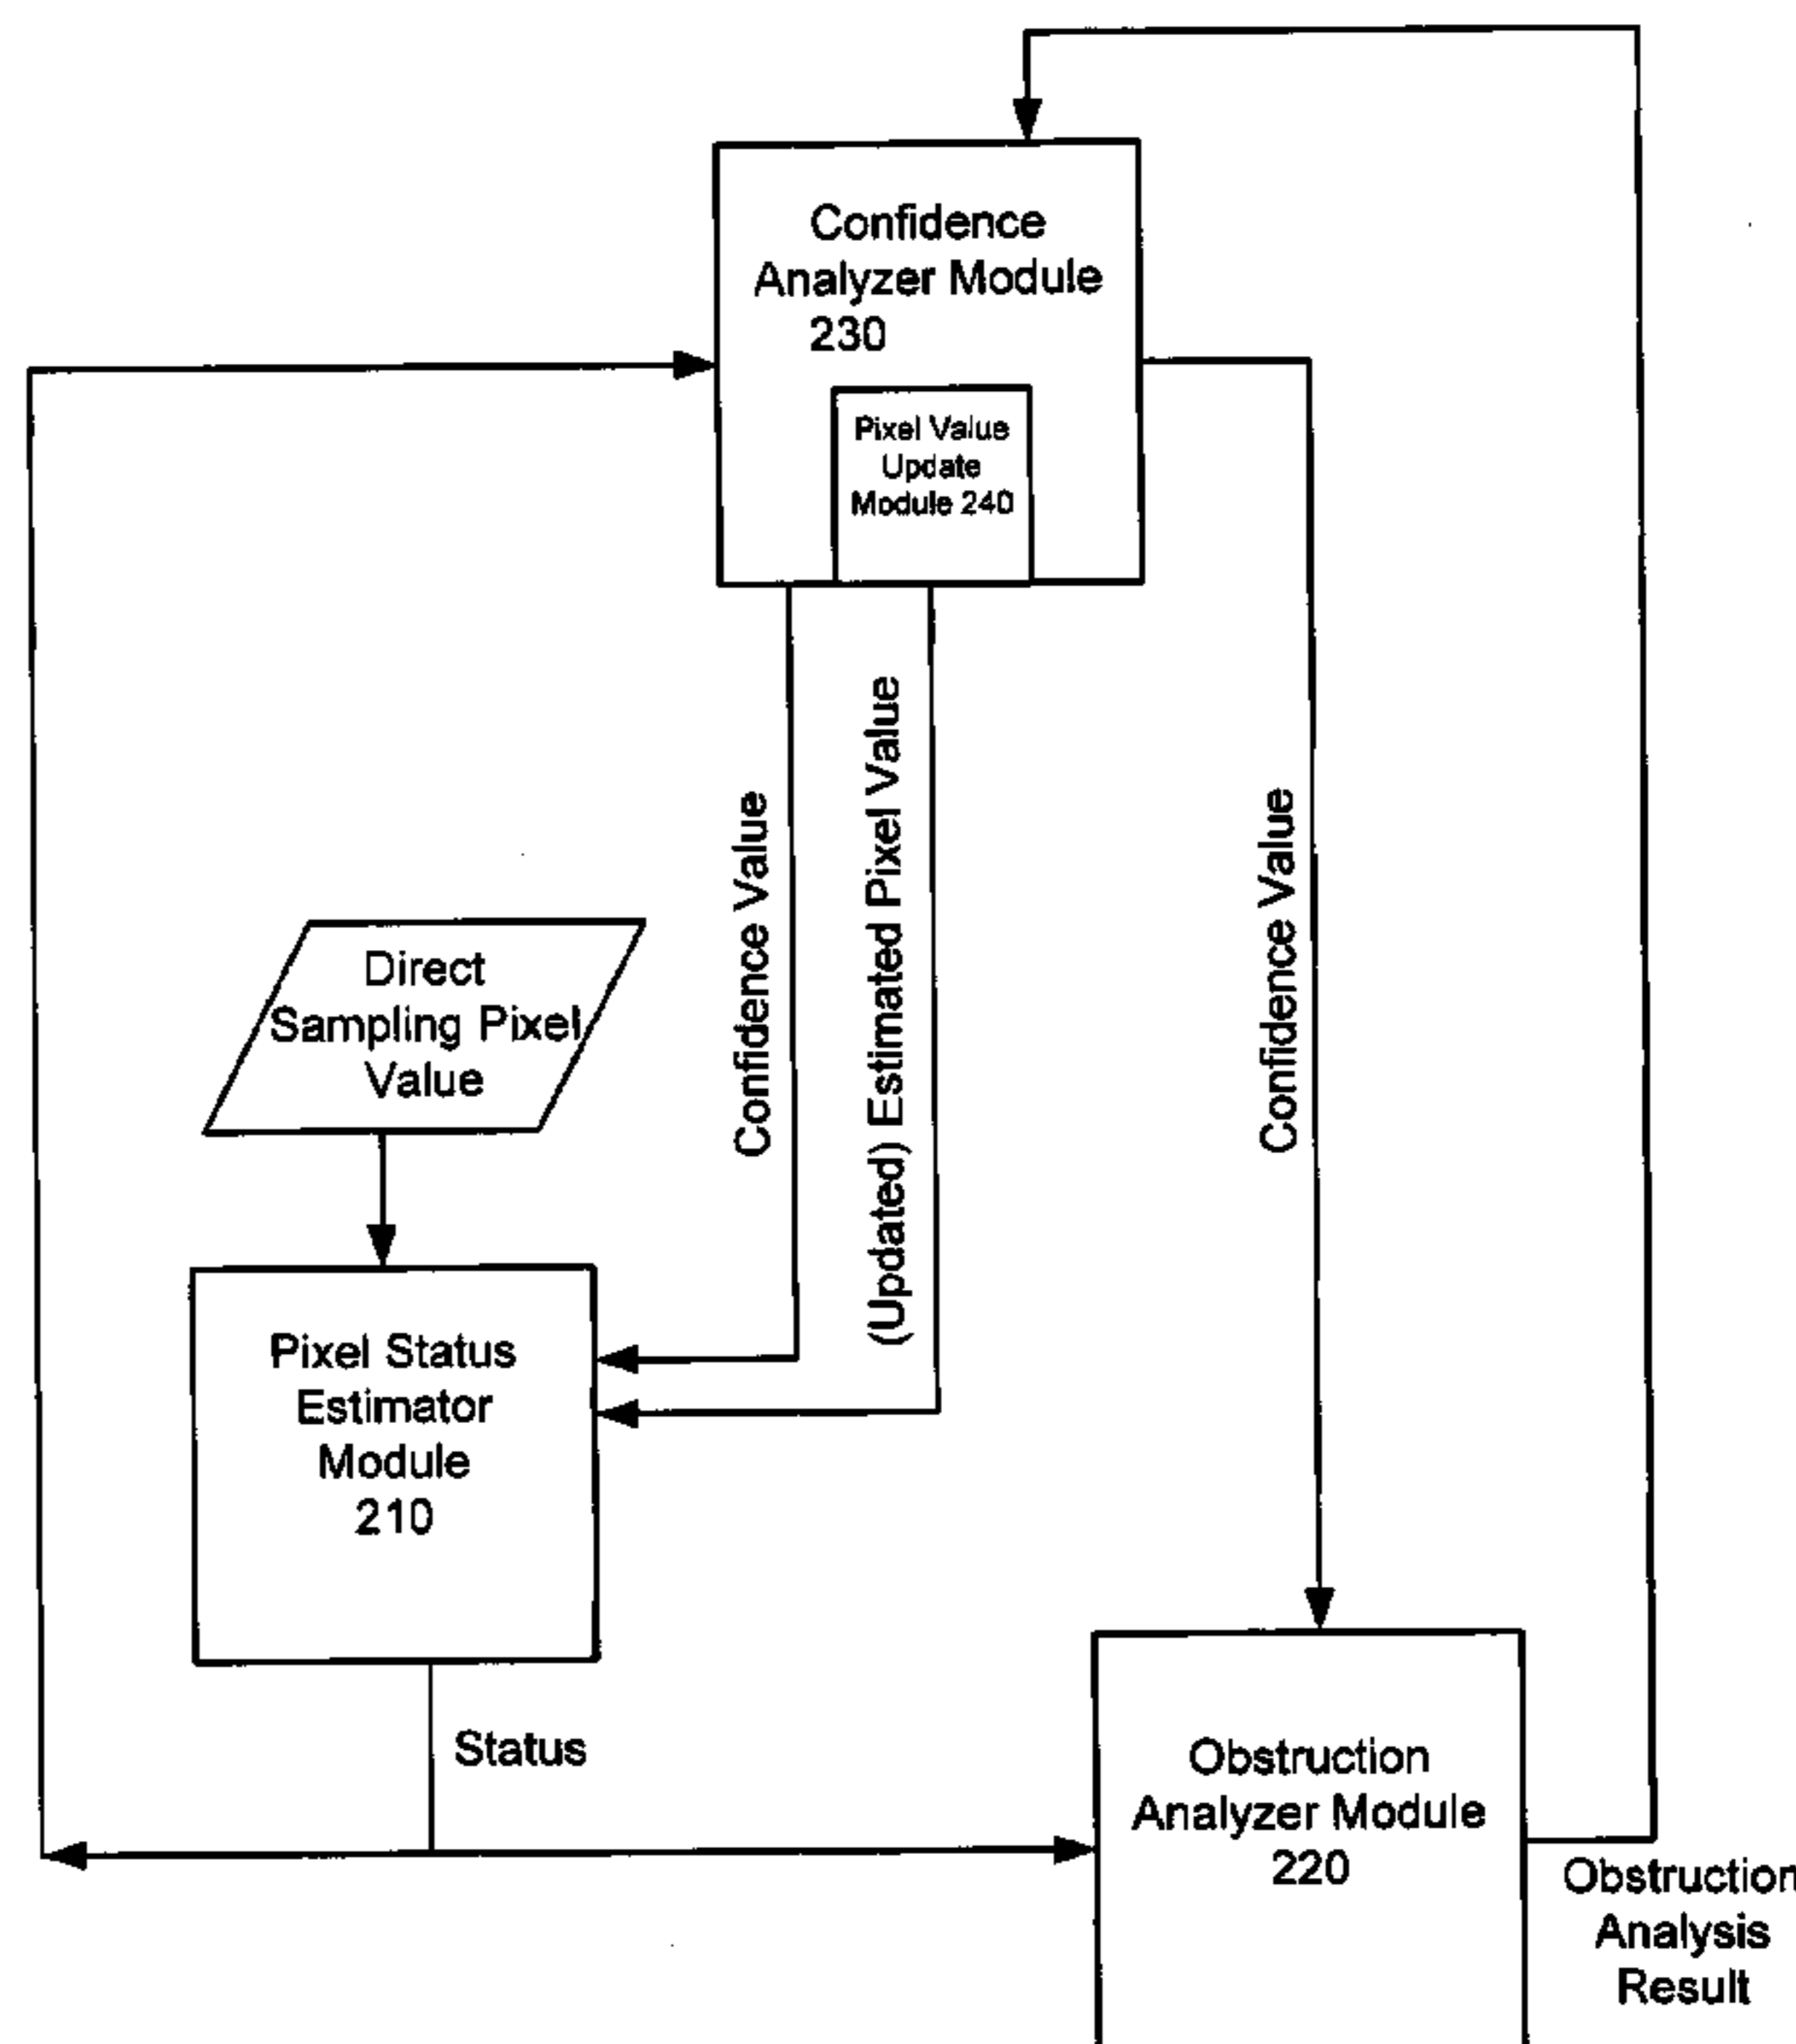 Confidence
Analyzer Module
230
Pixel Value
Update
Module 240
Confidence Value
(Updated) Estimated Pixel Value
Confidence Value
Direct
Sampling Pixel
Value
Pixel Status
Estimator
Module
210
Status
Obstruction
Analyzer Module
220
Obstruction
Analysis
Result